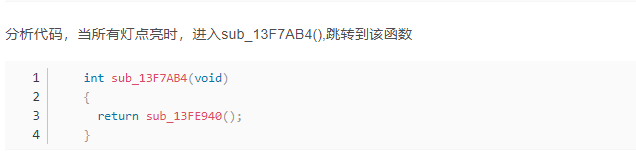 分析代码，当所有灯点亮时，进入sub_13F7AB4(),跳转到该函数
1 int sub_13F7AB4(void)
2 {
3 return sub_13FE940();
4 }